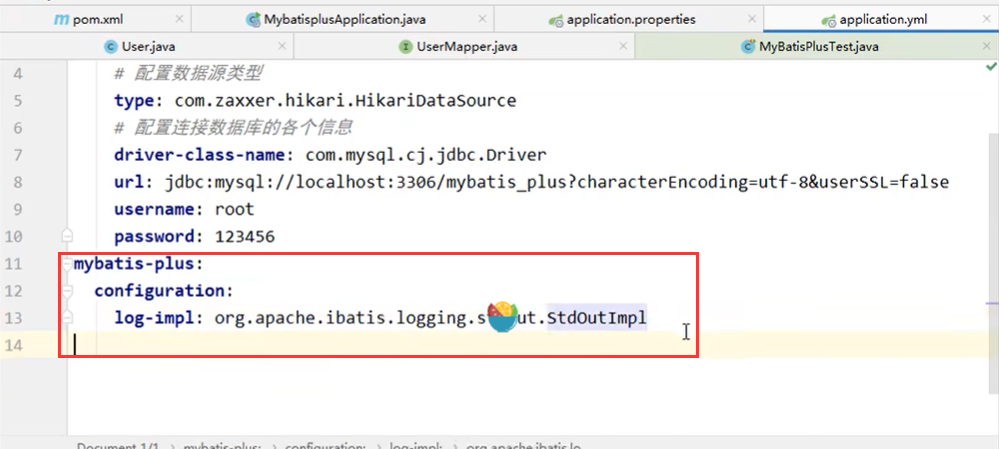 pom.xml
MybatisplusApplication.java
application.properties
application.yml
User.java
UserMapper.java
MyBatisPlusTest.java
4 # 配置数据源类型
5 type: com.zaxxer.hikari.HikariDataSource
6 # 配置连接数据库的各个信息
7 driver-class-name: com.mysql.cj.jdbc.Driver
8 url: jdbc:mysql://localhost:3306/mybatis_plus?characterEncoding=utf-8&userSSL=false
9 username: root
10 password: 123456
11 mybatis-plus:
12 configuration:
13 log-impl: org.apache.ibatis.logging.s ut.StdOutImpl
14
Document 1/1 mybatis-plus: configuration: log-impl: org.apache.ibatis.lo